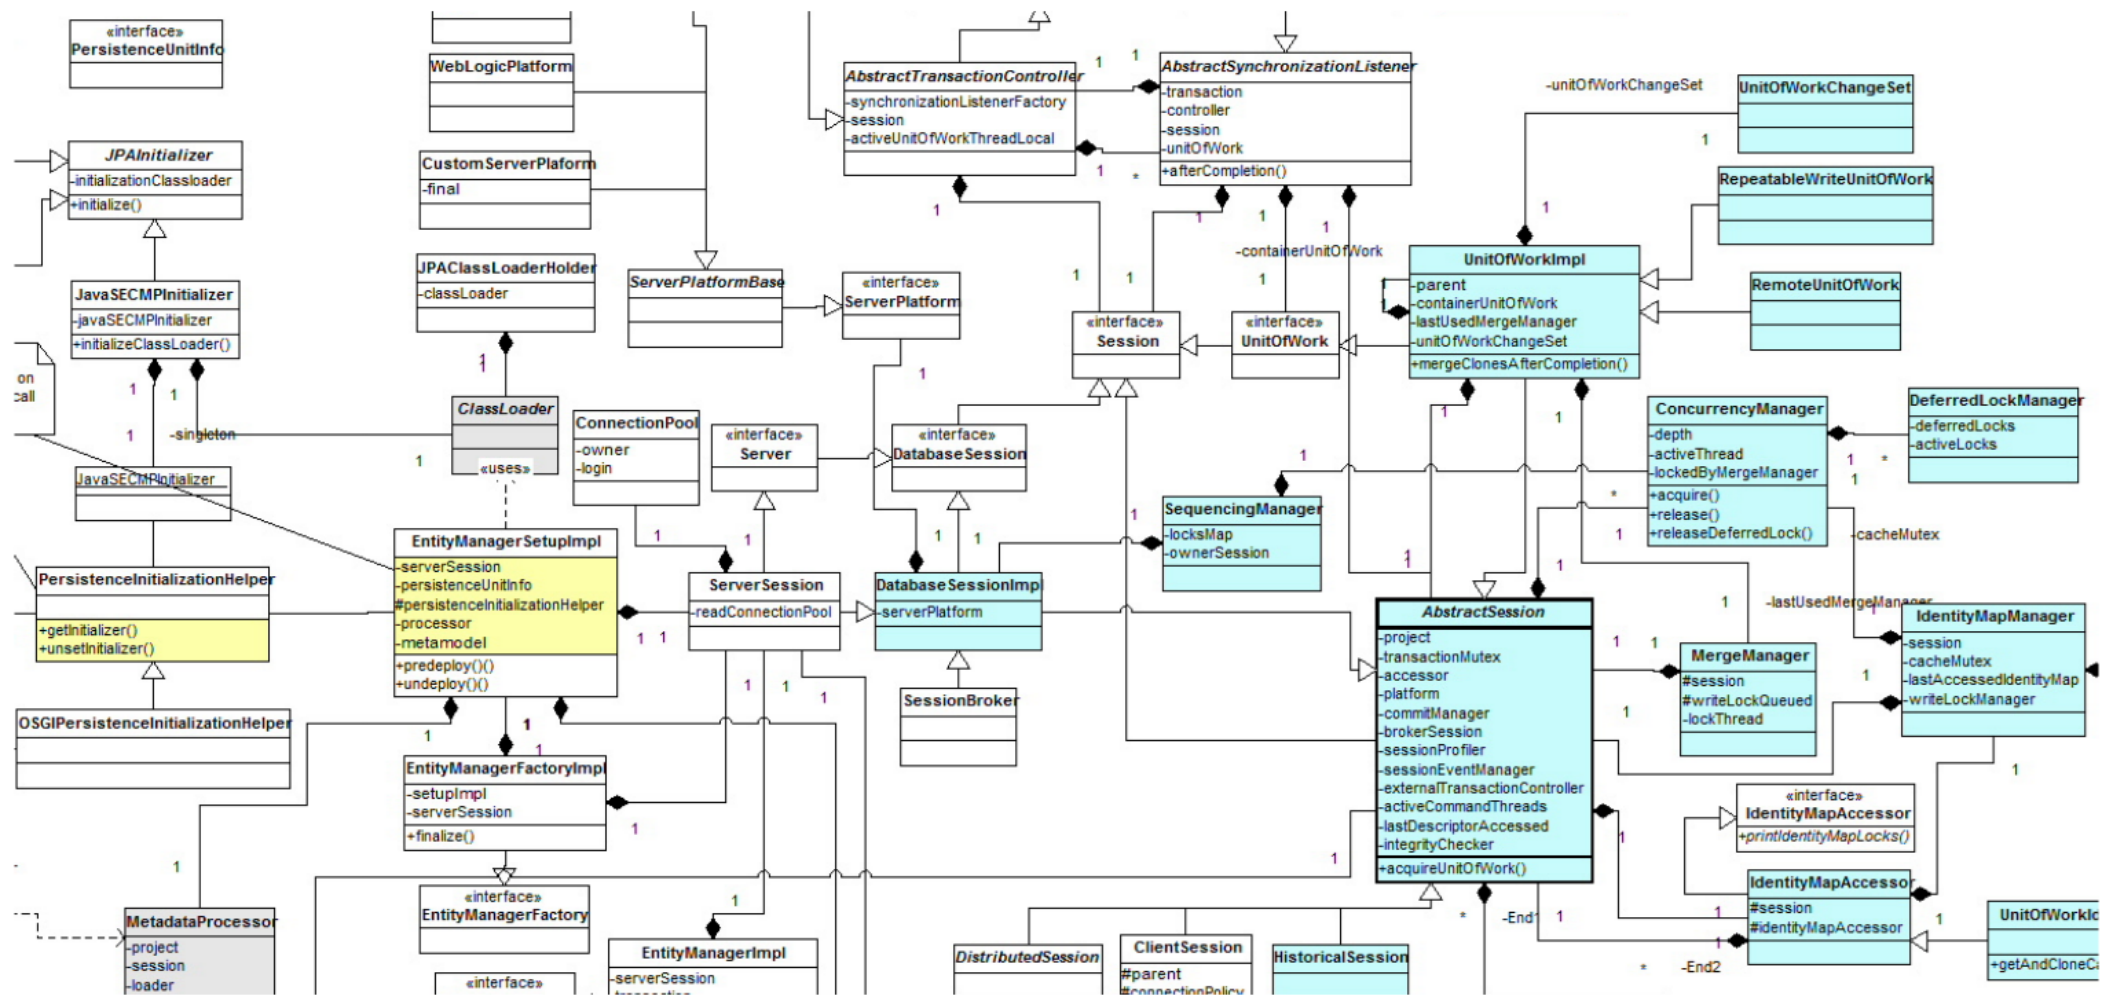 «interface»
PersistenceUnitInfo
WebLogicPlatform
CustomServerPlaform
-final
JPAInitializer
-initializationClassloader
+initialize()
JavaSECMPInitializer
-javaSECMPInitializer
+initializeClassLoader()
on
call
-singleton
JavaSECMPInitializer
JPAClassLoaderHolder
-classLoader
ClassLoader
«uses»
ServerPlatformBase
«interface»
ServerPlatform
AbstractTransactionController
-synchronizationListenerFactory
-session
-activeUnitOfWorkThreadLocal
AbstractSynchronizationListener
-transaction
-controller
-session
-unitOfWork
+afterCompletion()
-containerUnitOfWork
-unitOfWorkChangeSet
UnitOfWorkChangeSet
RepeatableWriteUnitOfWork
RemoteUnitOfWork
UnitOfWorkImpl
-parent
-containerUnitOfWork
-lastUsedMergeManager
-unitOfWorkChangeSet
+mergeClonesAfterCompletion()
«interface»
Session
«interface»
UnitOfWork
ConnectionPool
-owner
-login
«interface»
Server
«interface»
DatabaseSession
ConcurrencyManager
-depth
-activeThread
-lockedByMergeManager
+acquire()
+release()
+releaseDeferredLock()
DeferredLockManager
-deferredLocks
-activeLocks
-cacheMutex
SequencingManager
-locksMap
-ownerSession
EntityManagerSetupImpl
-serverSession
-persistenceUnitInfo
#persistenceInitializationHelper
-processor
-metamodel
+predeploy()()
+undeploy()()
PersistenceInitializationHelper
+getInitializer()
+unsetInitializer()
OSGIPersistenceInitializationHelper
ServerSession
-readConnectionPool
DatabaseSessionImpl
-serverPlatform
SessionBroker
AbstractSession
-project
-transactionMutex
-accessor
-platform
-commitManager
-brokerSession
-sessionProfiler
-sessionEventManager
-externalTransactionController
-activeCommandThreads
-lastDescriptorAccessed
-integrityChecker
+acquireUnitOfWork()
-lastUsedMergeManager
MergeManager
#session
#writeLockQueued
-lockThread
IdentityMapManager
-session
-cacheMutex
-lastAccessedIdentityMap
-writeLockManager
«interface»
IdentityMapAccessor
+printIdentityMapLocks()
IdentityMapAccessor
#session
#identityMapAccessor
-End1
-End2
+getAndCloneCa
EntityManagerFactoryImpl
-setupImpl
-serverSession
+finalize()
«interface»
EntityManagerFactory
MetadataProcessor
-project
-session
-loader
«interface»
EntityManagerImpl
-serverSession
DistributedSession
ClientSession
#parent
#connectionPolicy
HistoricalSession